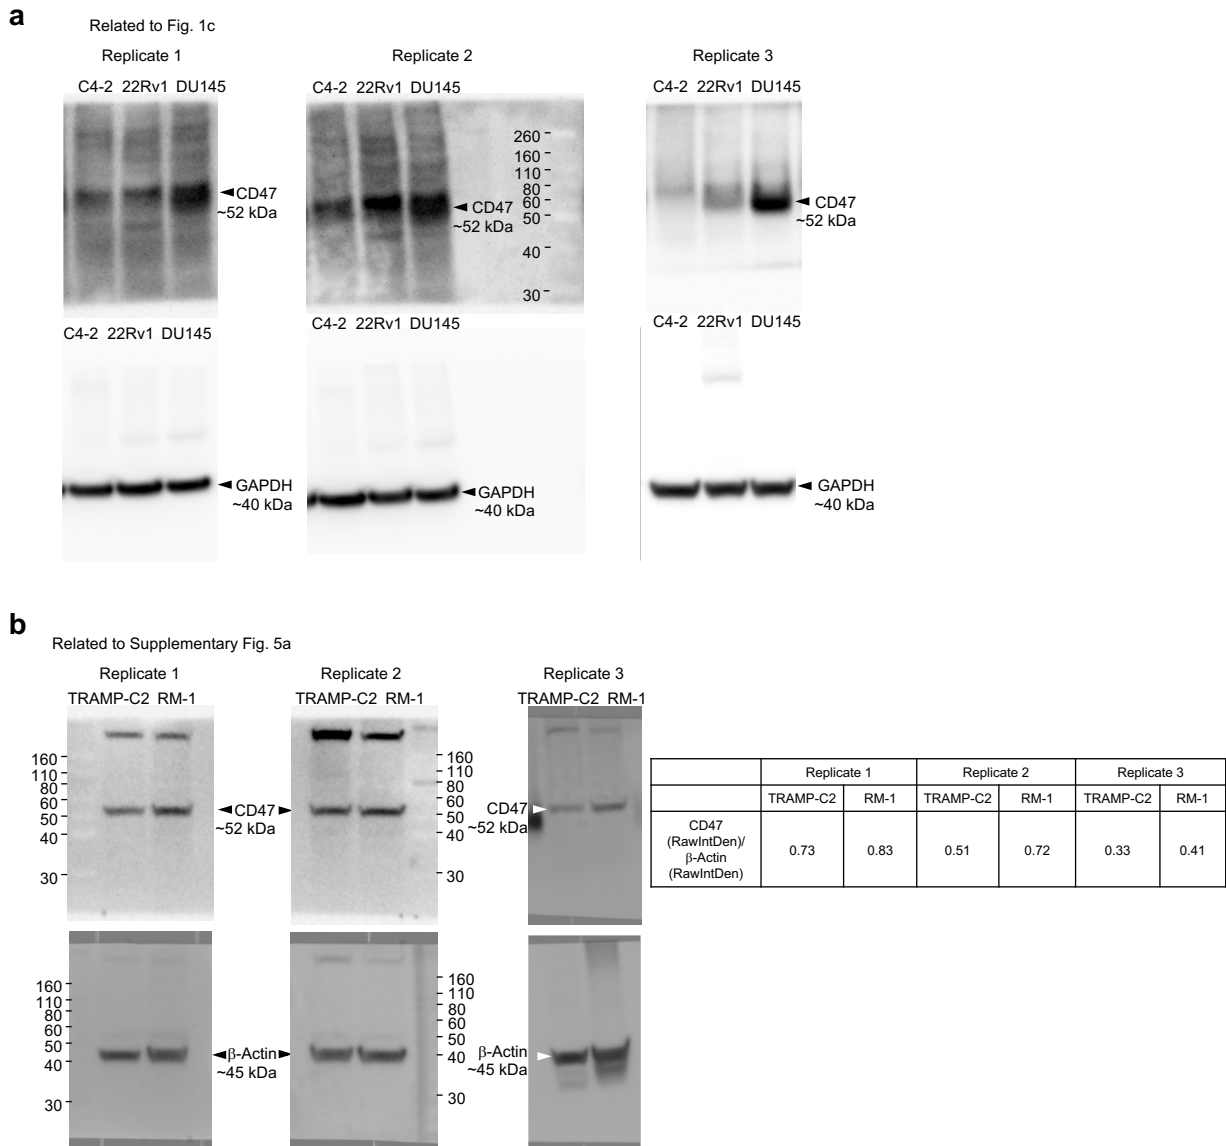 a
Related to Fig. 1c
Replicate 1
Replicate 2
Replicate 3
C4-2 22Rv1 DU145
C4-2 22Rv1 DU145
C4-2 22Rv1 DU145
CD47
~52 kDa
260
160
110
80
60
50
40
30
CD47
~52 kDa
CD47
~52 kDa
C4-2 22Rv1 DU145
C4-2 22Rv1 DU145
C4-2 22Rv1 DU145
GAPDH
~40 kDa
GAPDH
~40 kDa
GAPDH
~40 kDa
b
Related to Supplementary Fig. 5a
Replicate 1
Replicate 2
Replicate 3
TRAMP-C2 RM-1
TRAMP-C2 RM-1
TRAMP-C2 RM-1
160
110
80
60
50
40
30
CD47
~52 kDa
160
110
80
60
50
40
30
CD47
~52 kDa
Replicate 1 Replicate 2 Replicate 3
TRAMP-C2 RM-1 TRAMP-C2 RM-1 TRAMP-C2 RM-1
CD47
(RawIntDen)/
β-Actin
(RawIntDen)
0.73 0.83 0.51 0.72 0.33 0.41
160
110
80
60
50
40
30
β-Actin
~45 kDa
160
110
80
60
50
40
30
β-Actin
~45 kDa